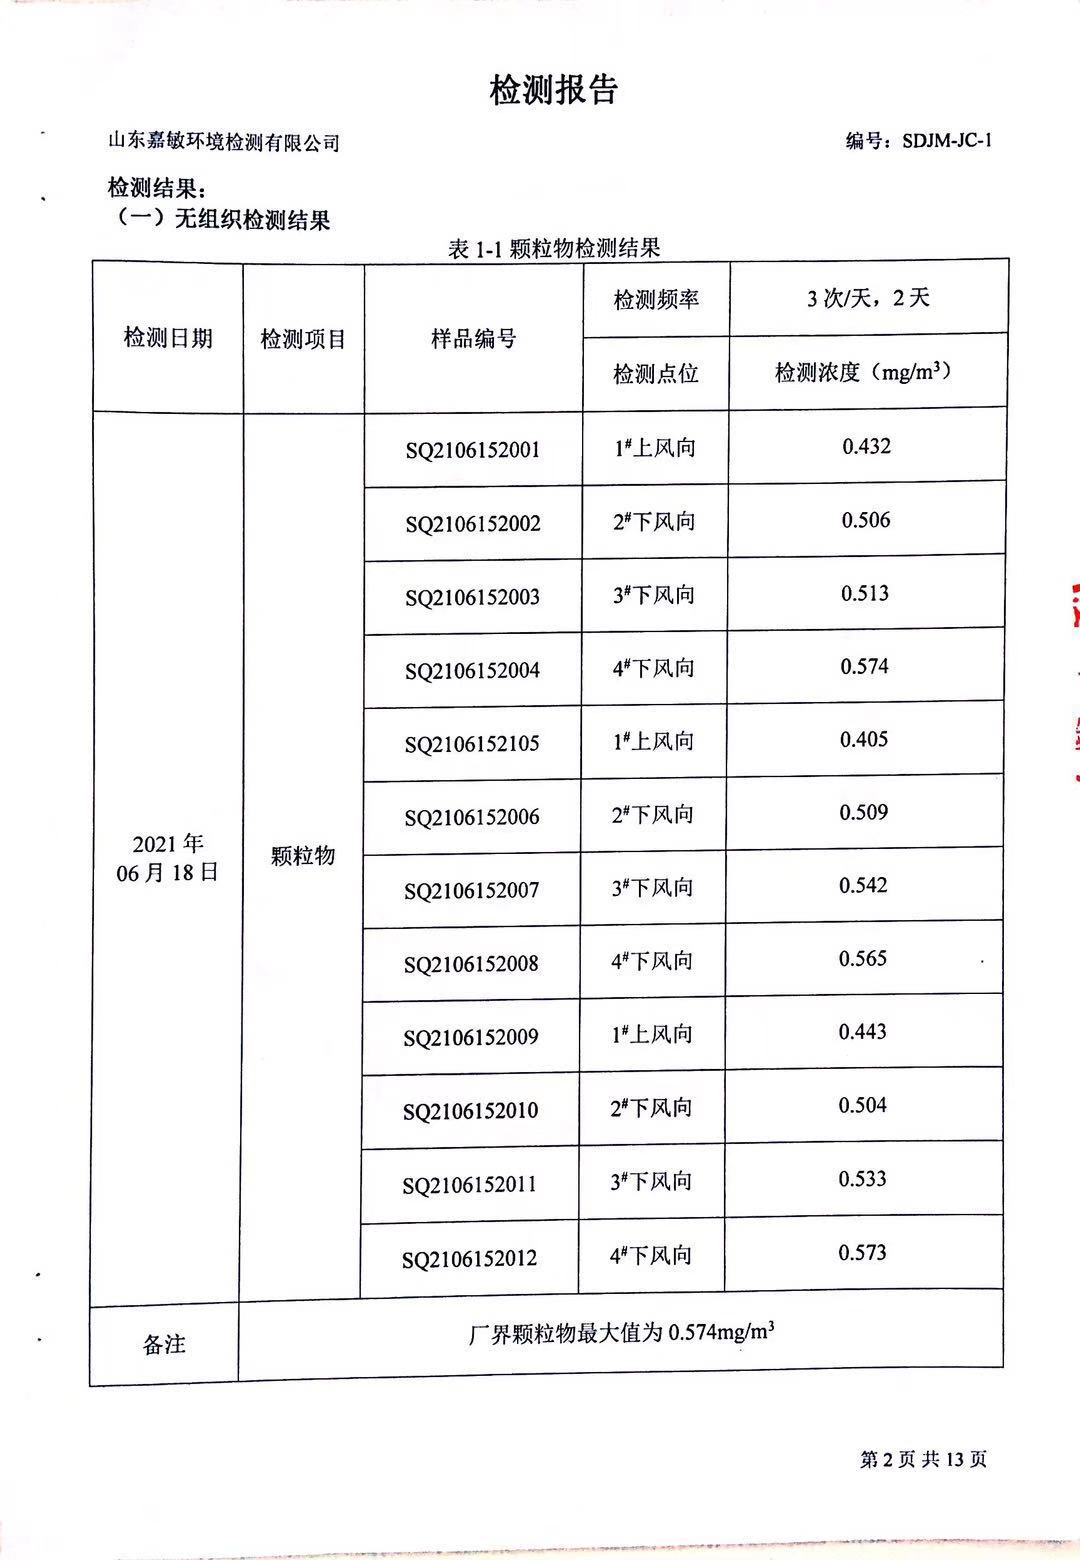 检测报告
山东嘉敏环境检测有限公司 编号：SDJM-JC-1
检测结果：
（一）无组织检测结果
表 1-1 颗粒物检测结果
检测日期 检测项目 样品编号 检测频率 3 次/天，2 天
检测点位 检测浓度（mg/m³）
SQ2106152001 1#上风向 0.432
SQ2106152002 2#下风向 0.506
SQ2106152003 3#下风向 0.513
SQ2106152004 4#下风向 0.574
SQ2106152105 1#上风向 0.405
SQ2106152006 2#下风向 0.509
2021 年
06 月 18 日
颗粒物
SQ2106152007 3#下风向 0.542
SQ2106152008 4#下风向 0.565
SQ2106152009 1#上风向 0.443
SQ2106152010 2#下风向 0.504
SQ2106152011 3#下风向 0.533
SQ2106152012 4#下风向 0.573
备注 厂界颗粒物最大值为 0.574mg/m³
第 2 页 共 13 页